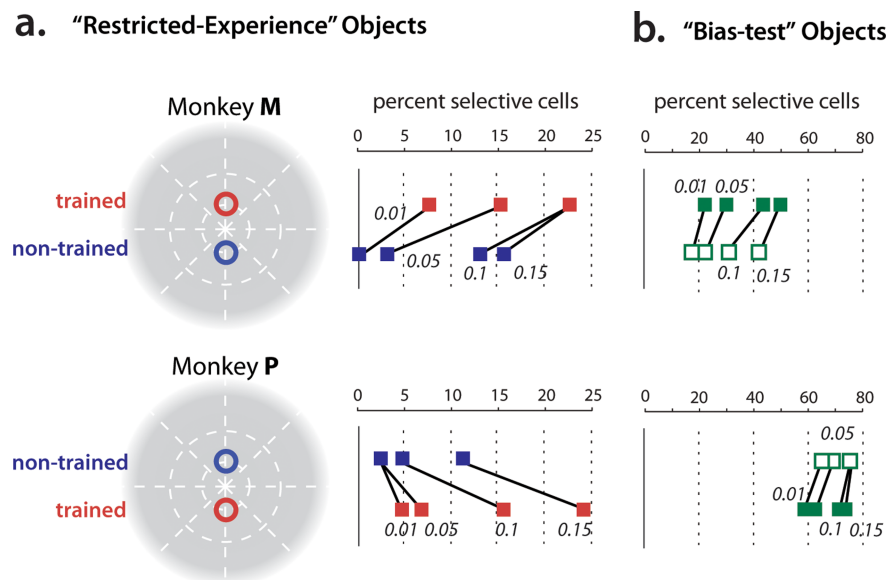 a. “Restricted-Experience” Objects
b. “Bias-test” Objects
Monkey M
percent selective cells
0 5 10 15 20 25
percent selective cells
0 20 40 60 80
trained
non-trained
0.01
0.05
0.1
0.15
0.01 0.05
0.1
0.15
Monkey P
0 5 10 15 20 25
0 20 40 60 80
non-trained
trained
0.01 0.05 0.1 0.15
0.05
0.01
0.1 0.15